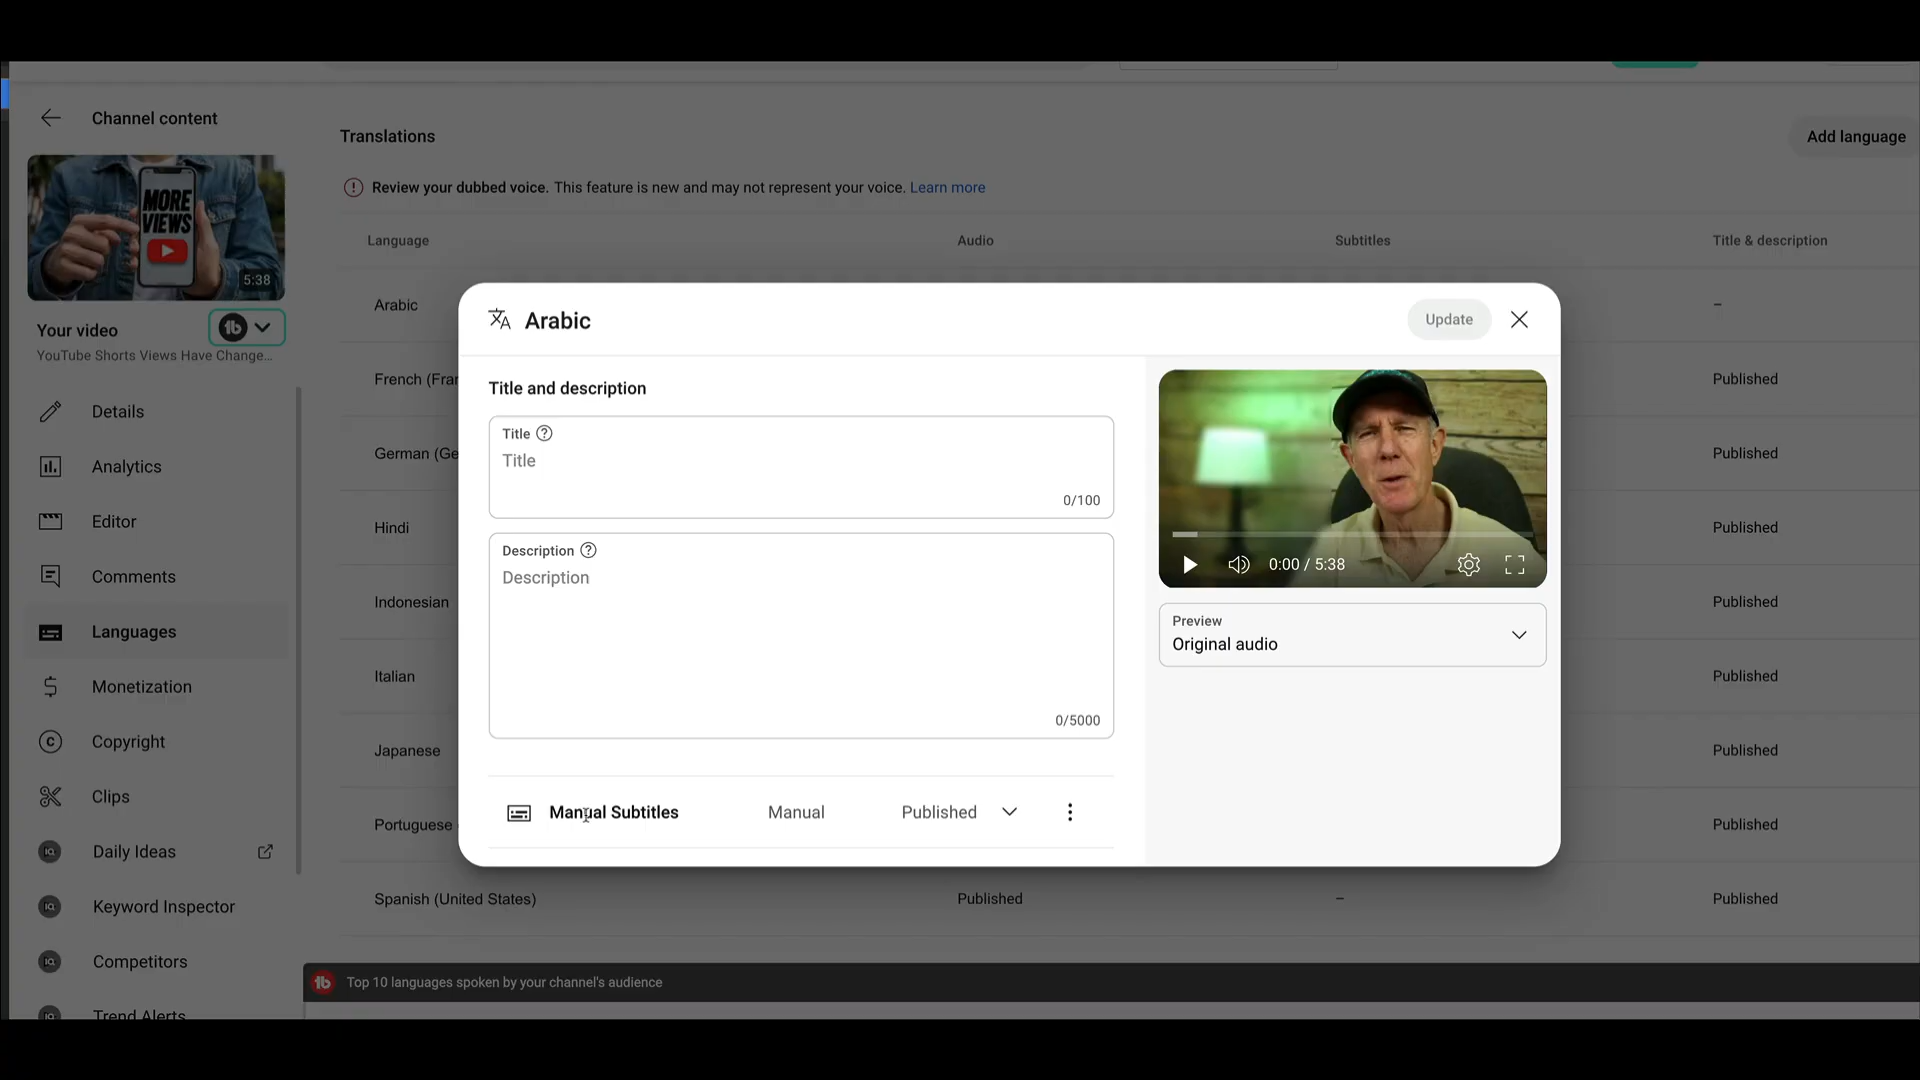 Channel content
MORE
VIEWS
5:38
Your video
YouTube Shorts Views Have Change...
Details
Analytics
Editor
Comments
Languages
Monetization
Copyright
Clips
Daily Ideas
Keyword Inspector
Competitors
Trend Alerts
Translations
Add language
Review your dubbed voice. This feature is new and may not represent your voice. Learn more
Language Audio Subtitles Title & description
Arabic –
French (Fra Published
German (Ge Published
Hindi Published
Indonesian Published
Italian Published
Japanese Published
Portuguese Published
Spanish (United States) Published – Published
Arabic
Update
Title and description
Title
Title
0/100
Description
Description
0/5000
Manual Subtitles Manual Published
0:00 / 5:38
Preview
Original audio
Top 10 languages spoken by your channel's audience